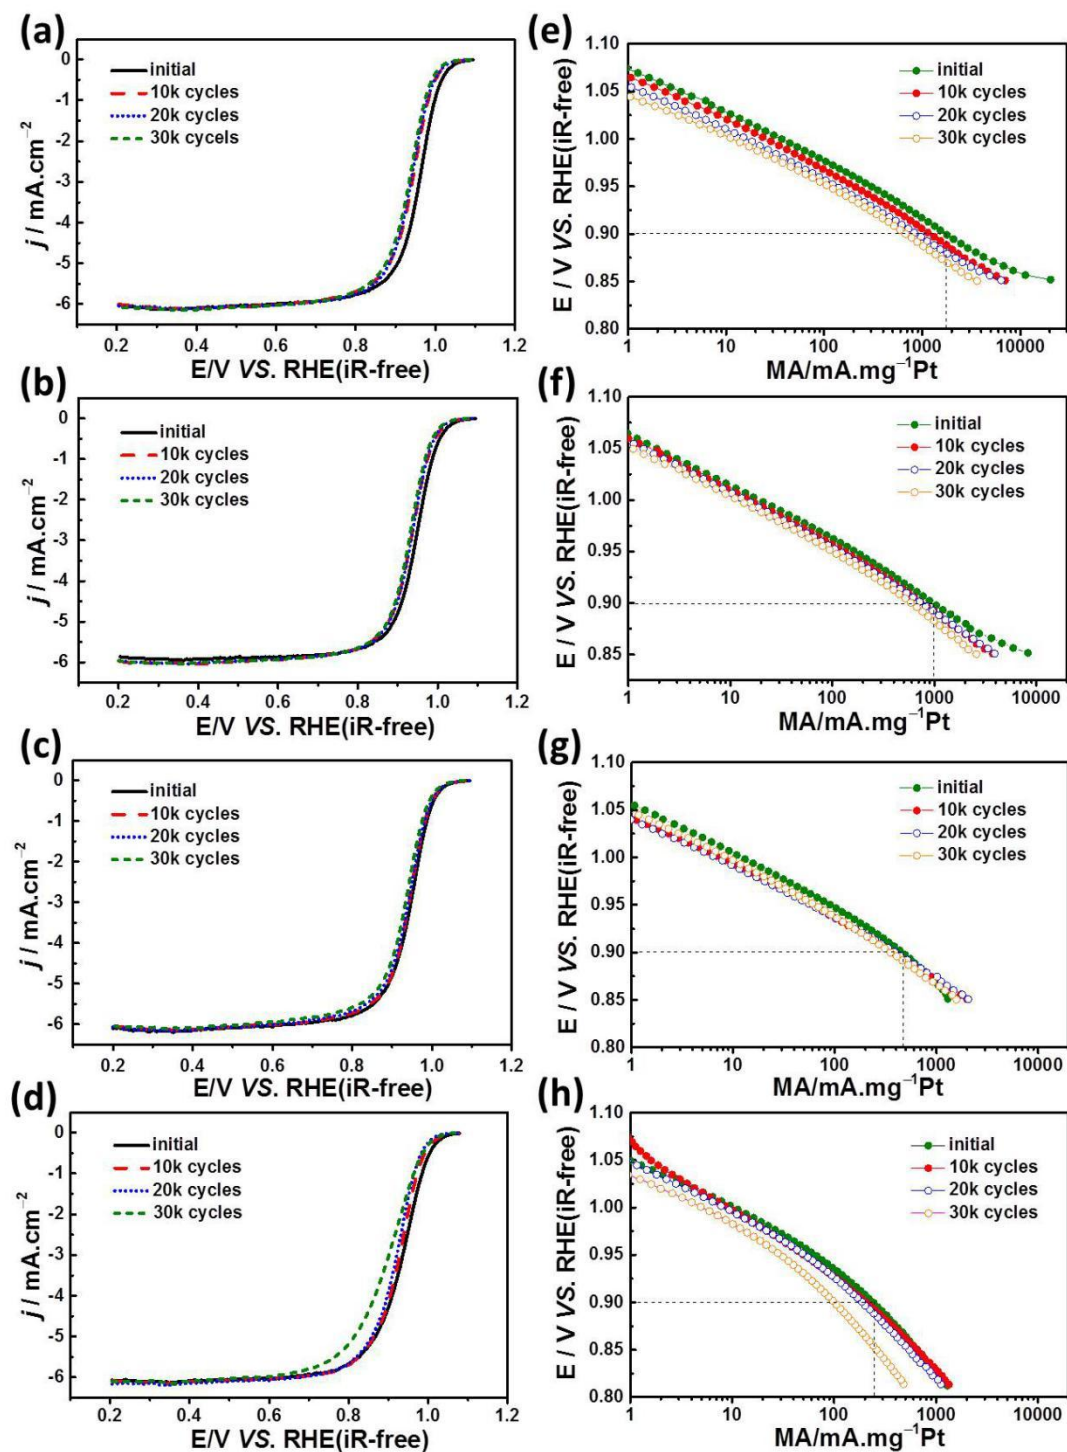 (a)
0
-1
-2
-3
-4
-5
-6
j / mA.cm⁻²
initial
10k cycles
20k cycles
30k cycels
0.2 0.4 0.6 0.8 1.0 1.2
E/V VS. RHE(iR-free)
(e)
1.10
1.05
1.00
0.95
0.90
0.85
0.80
E / V VS. RHE(iR-free)
initial
10k cycles
20k cycles
30k cycles
1 10 100 1000 10000
MA/mA.mg⁻¹Pt
(b)
0
-1
-2
-3
-4
-5
-6
j / mA.cm⁻²
initial
10k cycles
20k cycles
30k cycles
0.2 0.4 0.6 0.8 1.0 1.2
E/V VS. RHE(iR-free)
(f)
1.10
1.05
1.00
0.95
0.90
0.85
E / V VS. RHE(iR-free)
initial
10k cycles
20k cycles
30k cycles
1 10 100 1000 10000
MA/mA.mg⁻¹Pt
(c)
0
-1
-2
-3
-4
-5
-6
j / mA.cm⁻²
initial
10k cycles
20k cycles
30k cycles
0.2 0.4 0.6 0.8 1.0 1.2
E/V VS. RHE(iR-free)
(g)
1.10
1.05
1.00
0.95
0.90
0.85
0.80
E / V VS. RHE(iR-free)
initial
10k cycles
20k cycles
30k cycles
1 10 100 1000 10000
MA/mA.mg⁻¹Pt
(d)
0
-1
-2
-3
-4
-5
-6
j / mA.cm⁻²
initial
10k cycles
20k cycles
30k cycles
0.2 0.4 0.6 0.8 1.0 1.2
E/V VS. RHE(iR-free)
(h)
1.10
1.05
1.00
0.95
0.90
0.85
0.80
E / V VS. RHE(iR-free)
initial
10k cycles
20k cycles
30k cycles
1 10 100 1000 10000
MA/mA.mg⁻¹Pt